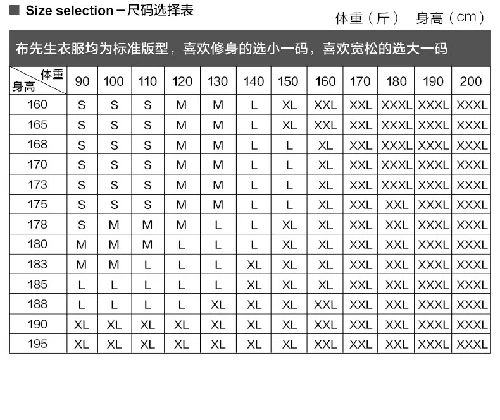 Size selection－尺码选择表
体重（斤） 身高（cm）
布先生衣服均为标准版型，喜欢修身的选小一码，喜欢宽松的选大一码
身高 体重 90 100 110 120 130 140 150 160 170 180 190 200
160 S S S M M L XL XXL XXL XXXL XXXL XXXL
165 S S S M M L XL XXL XXL XXXL XXXL XXXL
168 S S S M M L L XL XXL XXXL XXXL XXXL
170 S S S M M L L XL XXL XXXL XXXL XXXL
173 S S S M M L L XL XXL XXXL XXXL XXXL
175 S S S M M L L XL XXL XXL XXXL XXXL
178 S M M M L L XL XL XXL XXL XXXL XXXL
180 M M M L L L XL XL XXL XXL XXXL XXXL
183 M M L L L XL XL XL XXL XXL XXXL XXXL
185 L L L L L XL XL XL XXL XXL XXXL XXXL
188 L L L L XL XL XL XXL XXL XXL XXXL XXXL
190 XL XL XL XL XL XL XL XXL XXL XXL XXXL XXXL
195 XL XL XL XL XL XL XL XXL XXL XXL XXXL XXXL